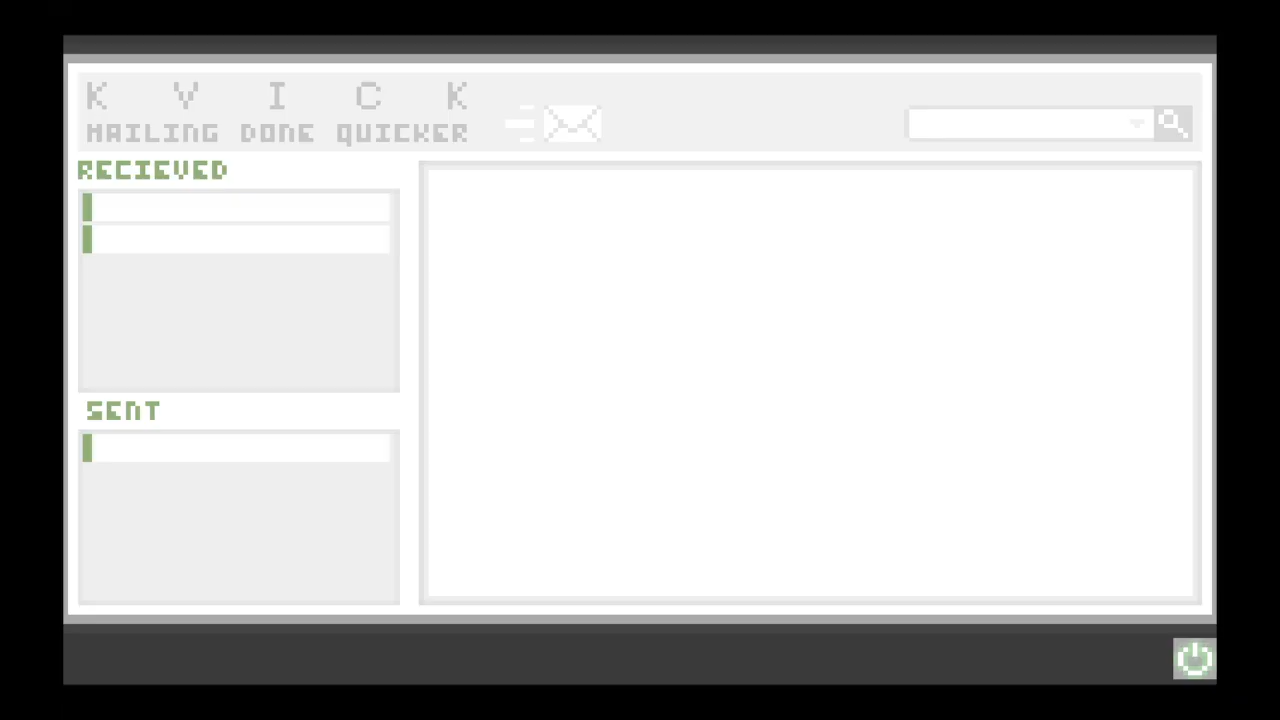 K V I C K
MAILING DONE QUICKER
RECIEVED
SENT